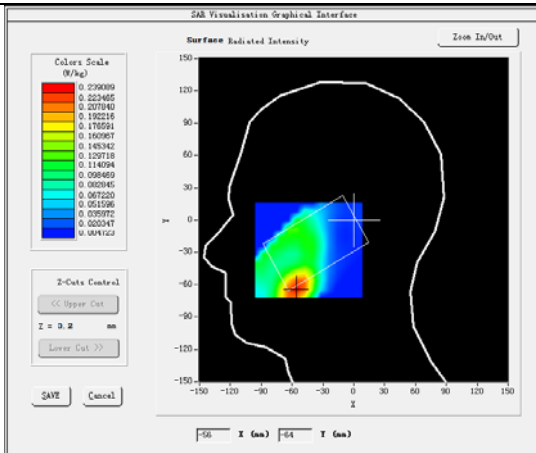 SAR Visualisation Graphical Interface
Surface Radiated Intensity
Zoom In/Out
Colors Scale
(W/kg)
0.239089
0.223465
0.207840
0.192216
0.176591
0.160967
0.145342
0.129718
0.114094
0.098469
0.082845
0.067220
0.051596
0.035972
0.020347
0.004723
Z-Cuts Control
<< Upper Cut
Z = 3.2 mm
Lower Cut >>
SAVE
Cancel
150
120
90
60
30
0
-30
-60
-90
-120
-150
Y
-150 -120 -90 -60 -30 0 30 60 90 120 150
X
-56 X (mm) -64 Y (mm)